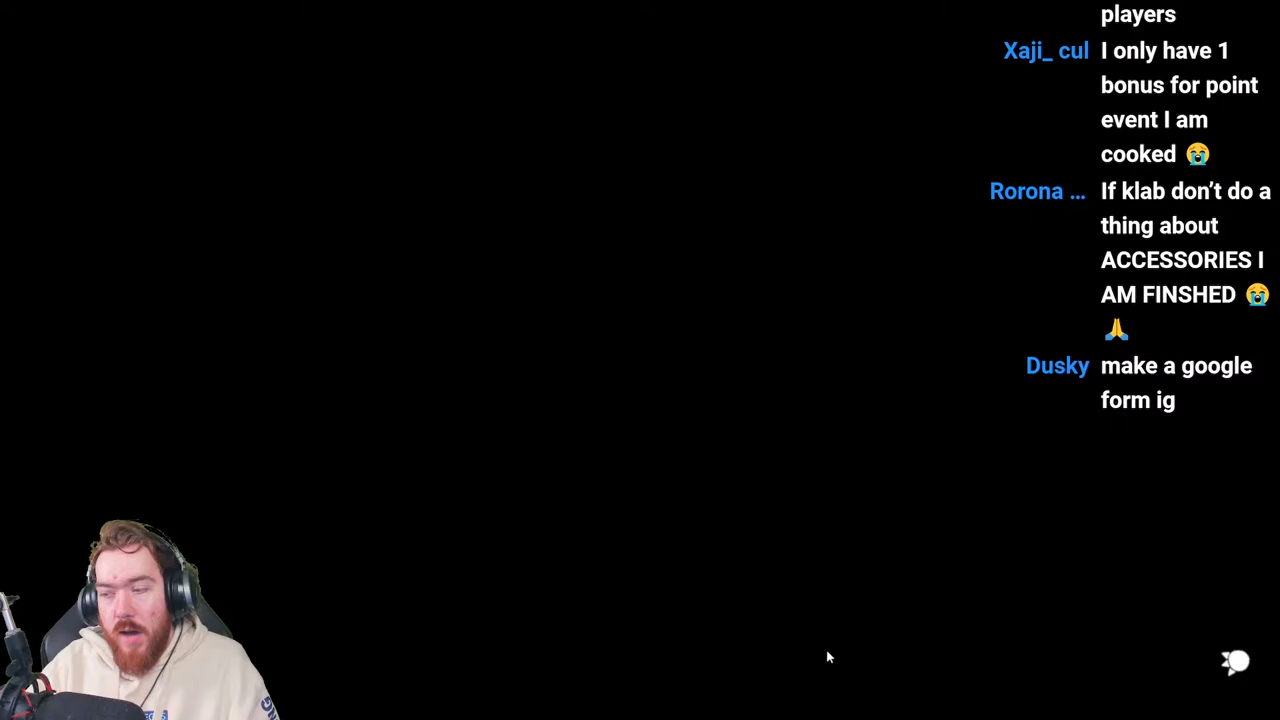 players
Xaji_ cul I only have 1
bonus for point
event I am
cooked 😭
Rorona … If klab don’t do a
thing about
ACCESSORIES I
AM FINSHED 😭
🙏
Dusky make a google
form ig